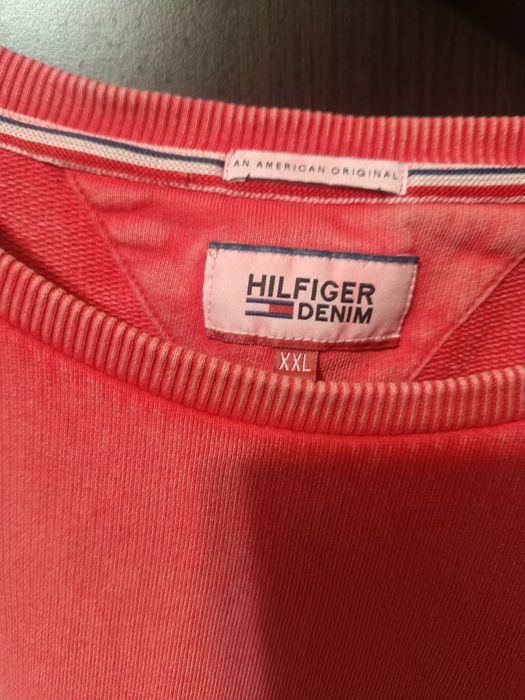 AN AMERICAN ORIGINAL
HILFIGER
DENIM
XXL